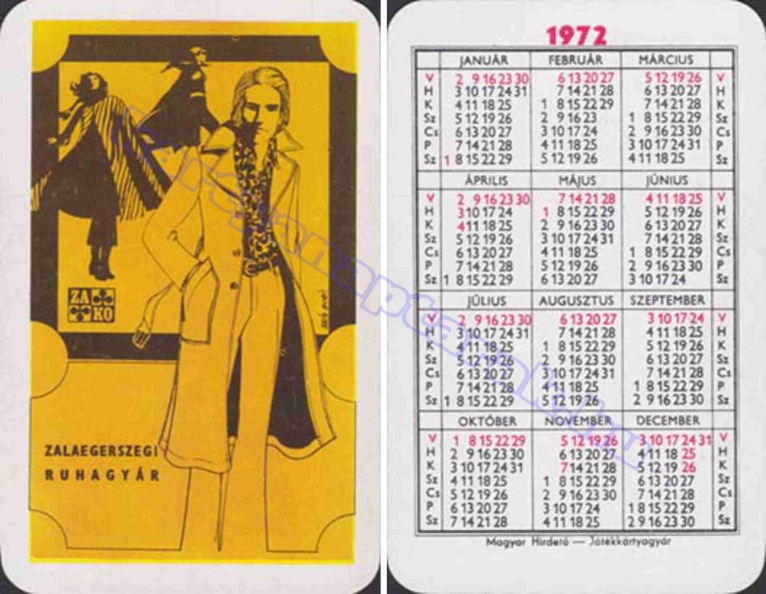 ZA
KO
ZALAEGERSZEGI
RUHAGYÁR
1972
JANUÁR FEBRUÁR MÁRCIUS
V 2 9 16 23 30 6 13 20 27 5 12 19 26 V
H 3 10 17 24 31 7 14 21 28 6 13 20 27 H
K 4 11 18 25 1 8 15 22 29 7 14 21 28 K
Sz 5 12 19 26 2 9 16 23 1 8 15 22 29 Sz
Cs 6 13 20 27 3 10 17 24 2 9 16 23 30 Cs
P 7 14 21 28 4 11 18 25 3 10 17 24 31 P
Sz 1 8 15 22 29 5 12 19 26 4 11 18 25 Sz
ÁPRILIS MÁJUS JÚNIUS
V 2 9 16 23 30 7 14 21 28 4 11 18 25 V
H 3 10 17 24 1 8 15 22 29 5 12 19 26 H
K 4 11 18 25 2 9 16 23 30 6 13 20 27 K
Sz 5 12 19 26 3 10 17 24 31 7 14 21 28 Sz
Cs 6 13 20 27 4 11 18 25 1 8 15 22 29 Cs
P 7 14 21 28 5 12 19 26 2 9 16 23 30 P
Sz 1 8 15 22 29 6 13 20 27 3 10 17 24 Sz
JÚLIUS AUGUSZTUS SZEPTEMBER
V 2 9 16 23 30 6 13 20 27 3 10 17 24 V
H 3 10 17 24 31 7 14 21 28 4 11 18 25 H
K 4 11 18 25 1 8 15 22 29 5 12 19 26 K
Sz 5 12 19 26 2 9 16 23 30 6 13 20 27 Sz
Cs 6 13 20 27 3 10 17 24 31 7 14 21 28 Cs
P 7 14 21 28 4 11 18 25 1 8 15 22 29 P
Sz 1 8 15 22 29 5 12 19 26 2 9 16 23 30 Sz
OKTÓBER NOVEMBER DECEMBER
V 1 8 15 22 29 5 12 19 26 3 10 17 24 31 V
H 2 9 16 23 30 6 13 20 27 4 11 18 25 H
K 3 10 17 24 31 7 14 21 28 5 12 19 26 K
Sz 4 11 18 25 1 8 15 22 29 6 13 20 27 Sz
Cs 5 12 19 26 2 9 16 23 30 7 14 21 28 Cs
P 6 13 20 27 3 10 17 24 1 8 15 22 29 P
Sz 7 14 21 28 4 11 18 25 2 9 16 23 30 Sz
Magyar Hirdető — Játékkártyagyár